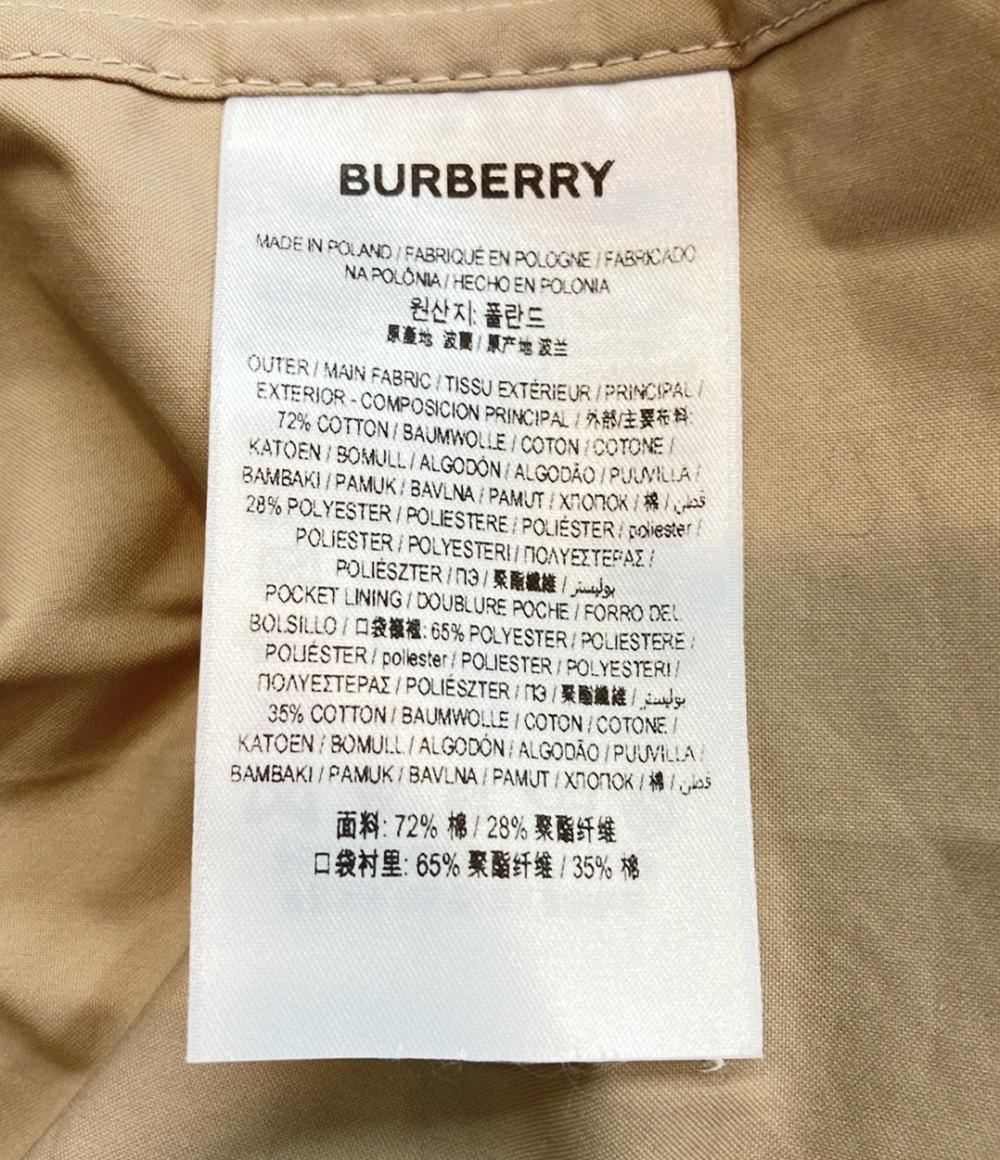 BURBERRY
MADE IN POLAND / FABRIQUÉ EN POLOGNE / FABRICADO
NA POLÔNIA / HECHO EN POLONIA
원산지: 폴란드
原產地 波蘭 / 原产地 波兰
OUTER / MAIN FABRIC / TISSU EXTÉRIEUR / PRINCIPAL /
EXTERIOR - COMPOSICION PRINCIPAL / 外部/主要布料:
72% COTTON / BAUMWOLLE / COTON / COTONE /
KATOEN / BOMULL / ALGODÓN / ALGODÃO / PUUVILLA /
BAMBAKI / PAMUK / BAVLNA / PAMUT / ХЛОПОК / 棉 / قطن
28% POLYESTER / POLIESTERE / POLIÉSTER / poliester /
POLIESTER / POLYESTERI / ΠΟΛΥΕΣΤΕΡΑΣ /
POLIÉSZTER / ПЭ / 聚酯纖維 / بوليستر
POCKET LINING / DOUBLURE POCHE / FORRO DEL
BOLSILLO / 口袋襯裡: 65% POLYESTER / POLIESTERE /
POLIÉSTER / poliester / POLIESTER / POLYESTERI /
ΠΟΛΥΕΣΤΕΡΑΣ / POLIÉSZTER / ПЭ / 聚酯纖維 / بوليستر
35% COTTON / BAUMWOLLE / COTON / COTONE /
KATOEN / BOMULL / ALGODÓN / ALGODÃO / PUUVILLA /
BAMBAKI / PAMUK / BAVLNA / PAMUT / ХЛОПОК / 棉 / قطن
面料: 72% 棉 / 28% 聚酯纤维
口袋衬里: 65% 聚酯纤维 / 35% 棉